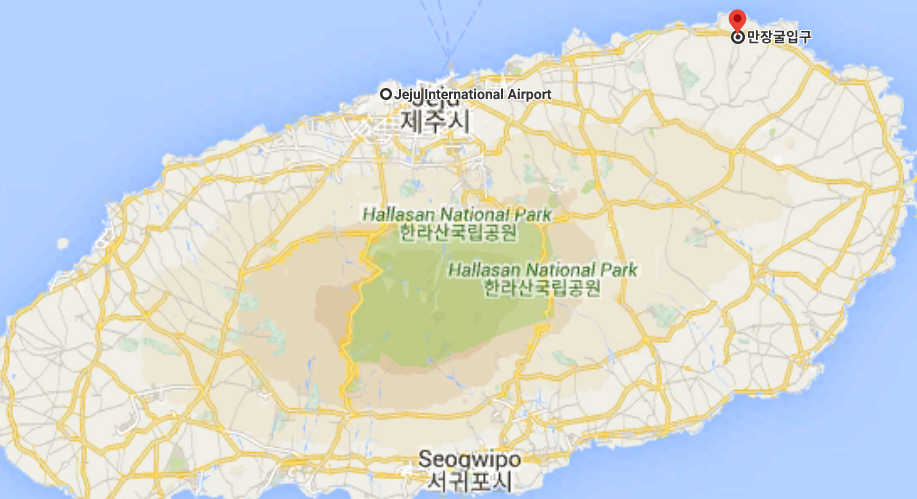 만장굴입구
Jeju International Airport
Jeju
제주시
Hallasan National Park
한라산국립공원
Hallasan National Park
한라산국립공원
Seogwipo
서귀포시